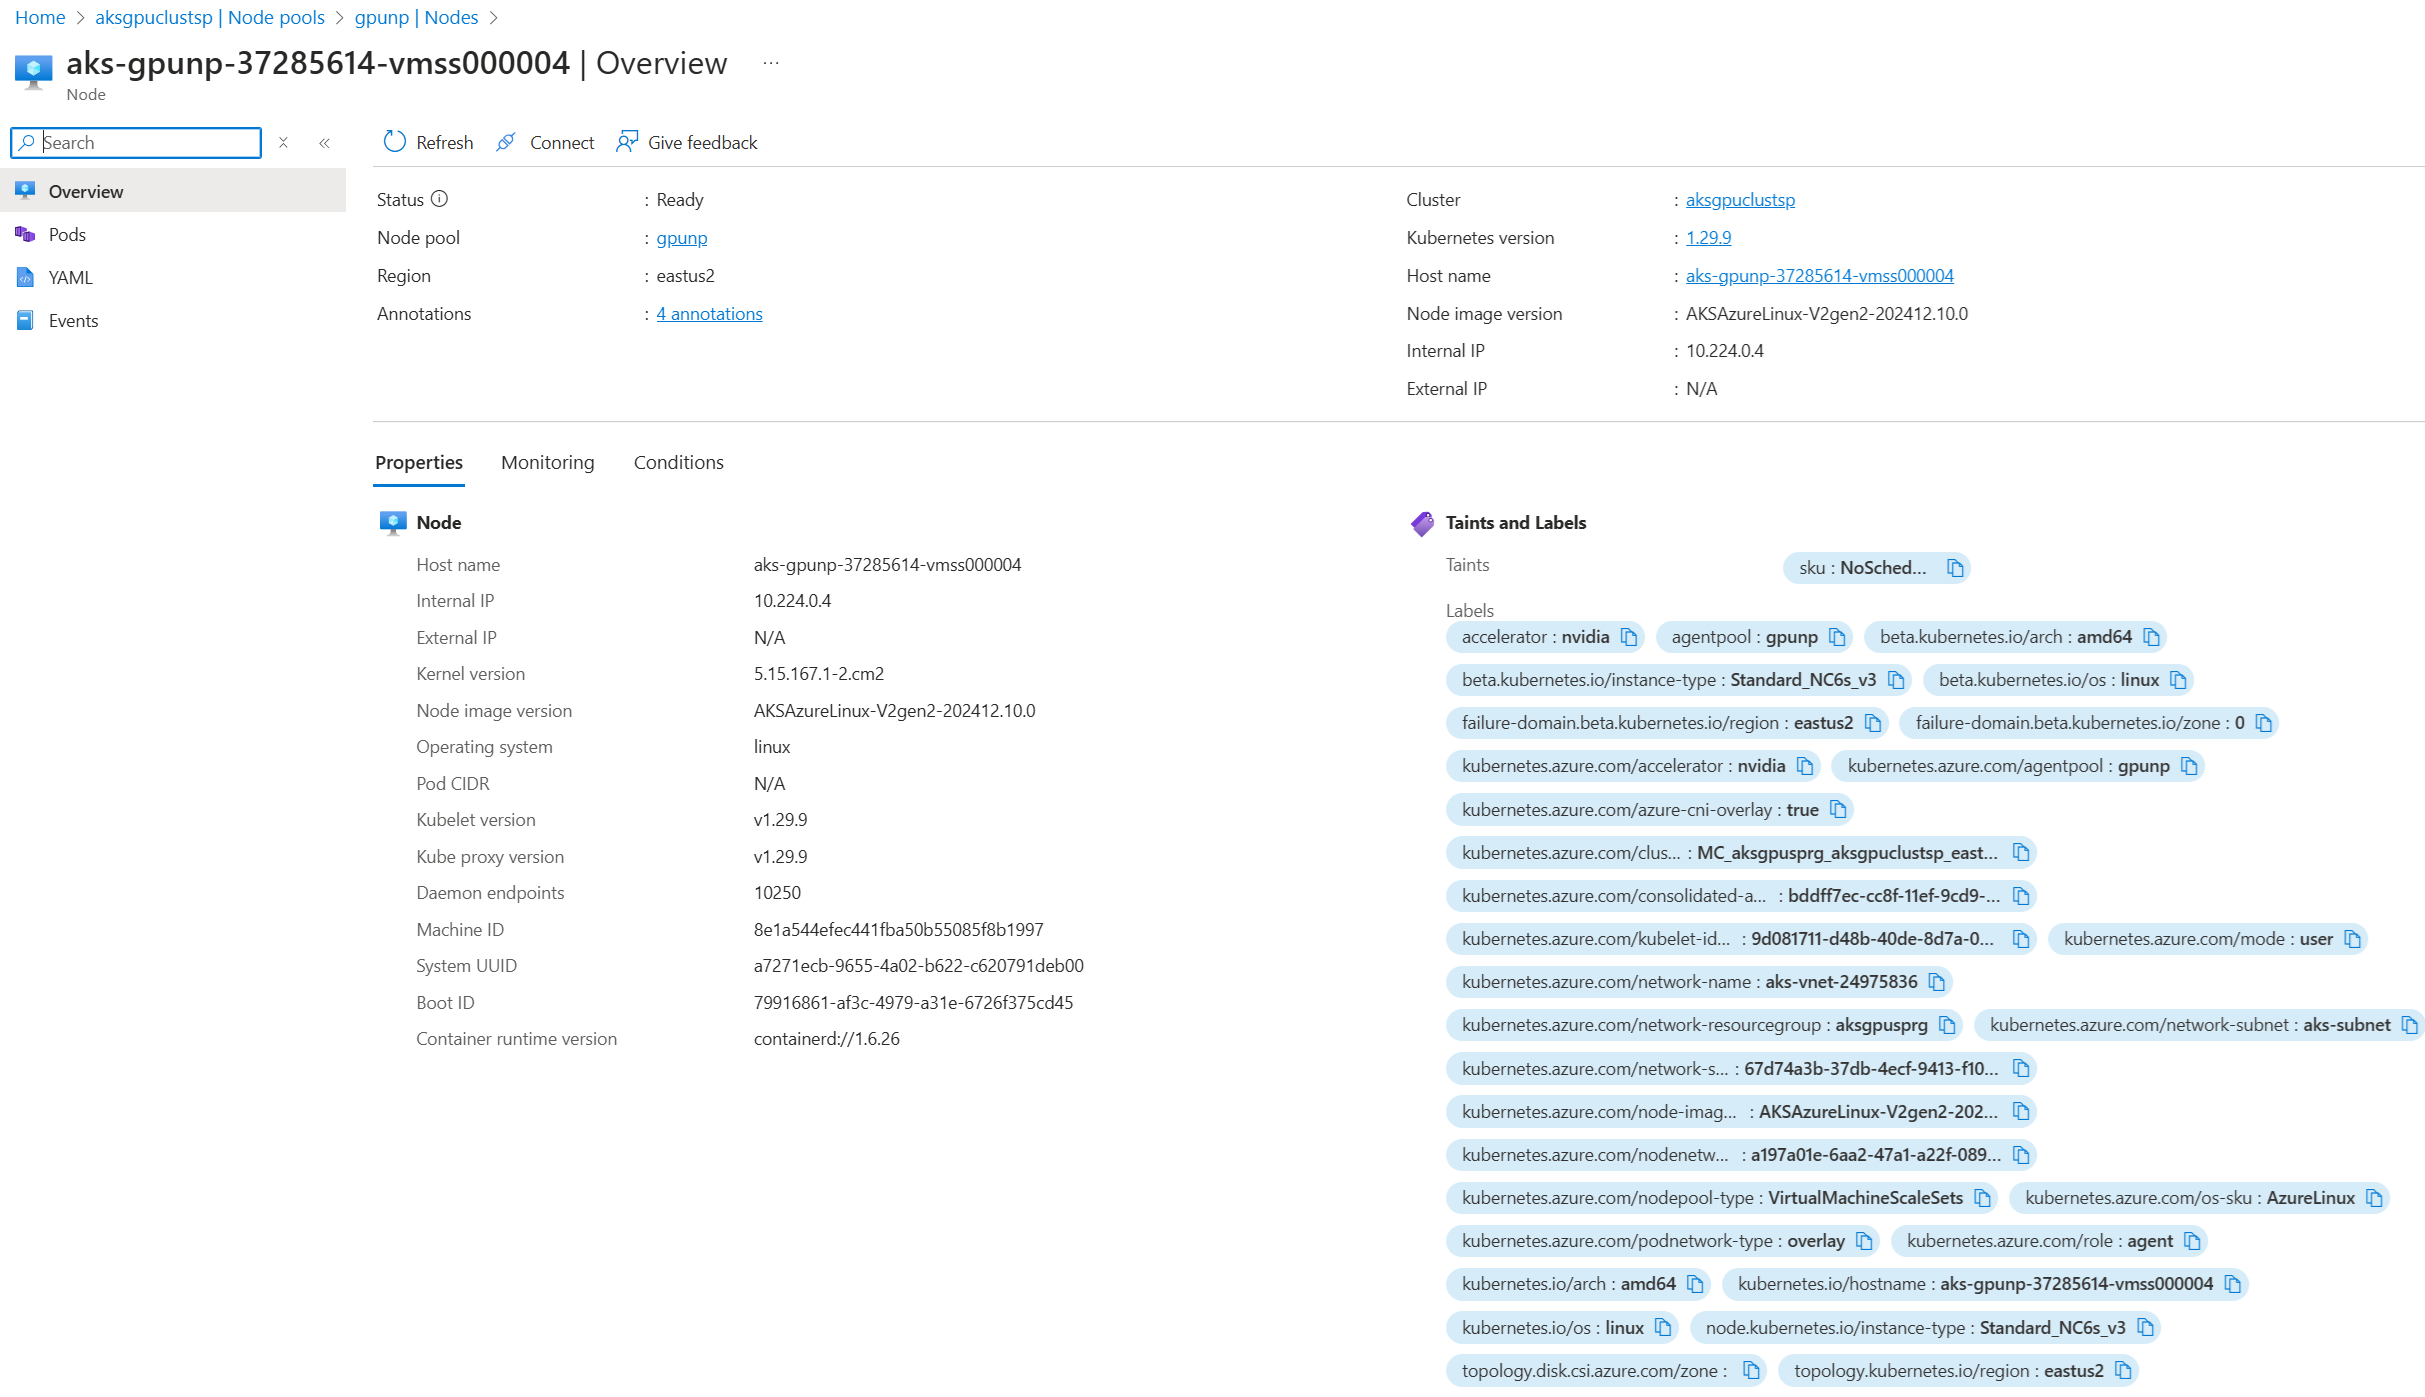 Home > aksgpuclustsp | Node pools > gpunp | Nodes >
aks-gpunp-37285614-vmss000004 | Overview ...
Node
Search
Refresh Connect Give feedback
Overview
Pods
YAML
Events
Status : Ready
Node pool : gpunp
Region : eastus2
Annotations : 4 annotations
Cluster : aksgpuclustsp
Kubernetes version : 1.29.9
Host name : aks-gpunp-37285614-vmss000004
Node image version : AKSAzureLinux-V2gen2-202412.10.0
Internal IP : 10.224.0.4
External IP : N/A
Properties Monitoring Conditions
Node
Host name aks-gpunp-37285614-vmss000004
Internal IP 10.224.0.4
External IP N/A
Kernel version 5.15.167.1-2.cm2
Node image version AKSAzureLinux-V2gen2-202412.10.0
Operating system linux
Pod CIDR N/A
Kubelet version v1.29.9
Kube proxy version v1.29.9
Daemon endpoints 10250
Machine ID 8e1a544efec441fba50b55085f8b1997
System UUID a7271ecb-9655-4a02-b622-c620791deb00
Boot ID 79916861-af3c-4979-a31e-6726f375cd45
Container runtime version containerd://1.6.26
Taints and Labels
Taints sku : NoSched...
Labels
accelerator : nvidia agentpool : gpunp beta.kubernetes.io/arch : amd64
beta.kubernetes.io/instance-type : Standard_NC6s_v3 beta.kubernetes.io/os : linux
failure-domain.beta.kubernetes.io/region : eastus2 failure-domain.beta.kubernetes.io/zone : 0
kubernetes.azure.com/accelerator : nvidia kubernetes.azure.com/agentpool : gpunp
kubernetes.azure.com/azure-cni-overlay : true
kubernetes.azure.com/clus... : MC_aksgpusprg_aksgpuclustsp_east...
kubernetes.azure.com/consolidated-a... : bddff7ec-cc8f-11ef-9cd9-...
kubernetes.azure.com/kubelet-id... : 9d081711-d48b-40de-8d7a-0... kubernetes.azure.com/mode : user
kubernetes.azure.com/network-name : aks-vnet-24975836
kubernetes.azure.com/network-resourcegroup : aksgpusprg kubernetes.azure.com/network-subnet : aks-subnet
kubernetes.azure.com/network-s... : 67d74a3b-37db-4ecf-9413-f10...
kubernetes.azure.com/node-imag... : AKSAzureLinux-V2gen2-202...
kubernetes.azure.com/nodenetw... : a197a01e-6aa2-47a1-a22f-089...
kubernetes.azure.com/nodepool-type : VirtualMachineScaleSets kubernetes.azure.com/os-sku : AzureLinux
kubernetes.azure.com/podnetwork-type : overlay kubernetes.azure.com/role : agent
kubernetes.io/arch : amd64 kubernetes.io/hostname : aks-gpunp-37285614-vmss000004
kubernetes.io/os : linux node.kubernetes.io/instance-type : Standard_NC6s_v3
topology.disk.csi.azure.com/zone : topology.kubernetes.io/region : eastus2